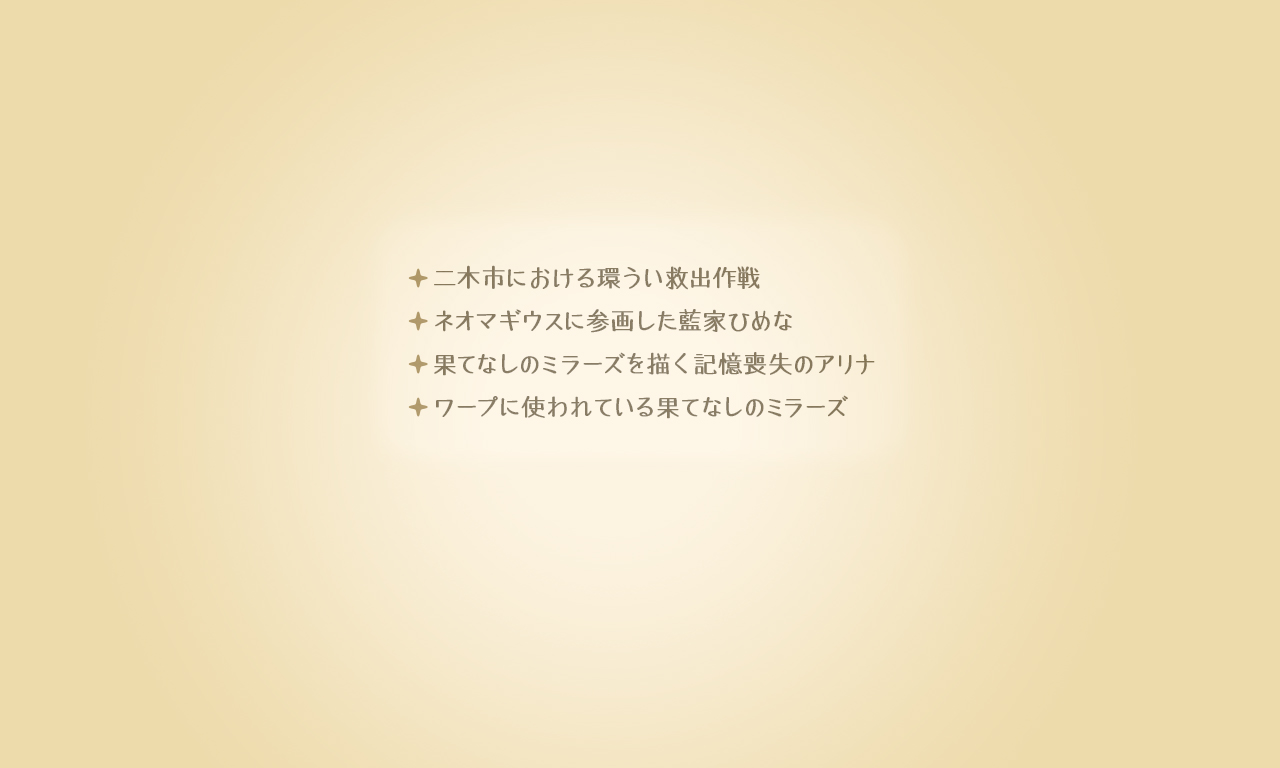 二木市における環うい救出作戦
ネオマギウスに参画した藍家ひめな
果てなしのミラーズを描く記憶喪失のアリナ
ワープに使われている果てなしのミラーズ